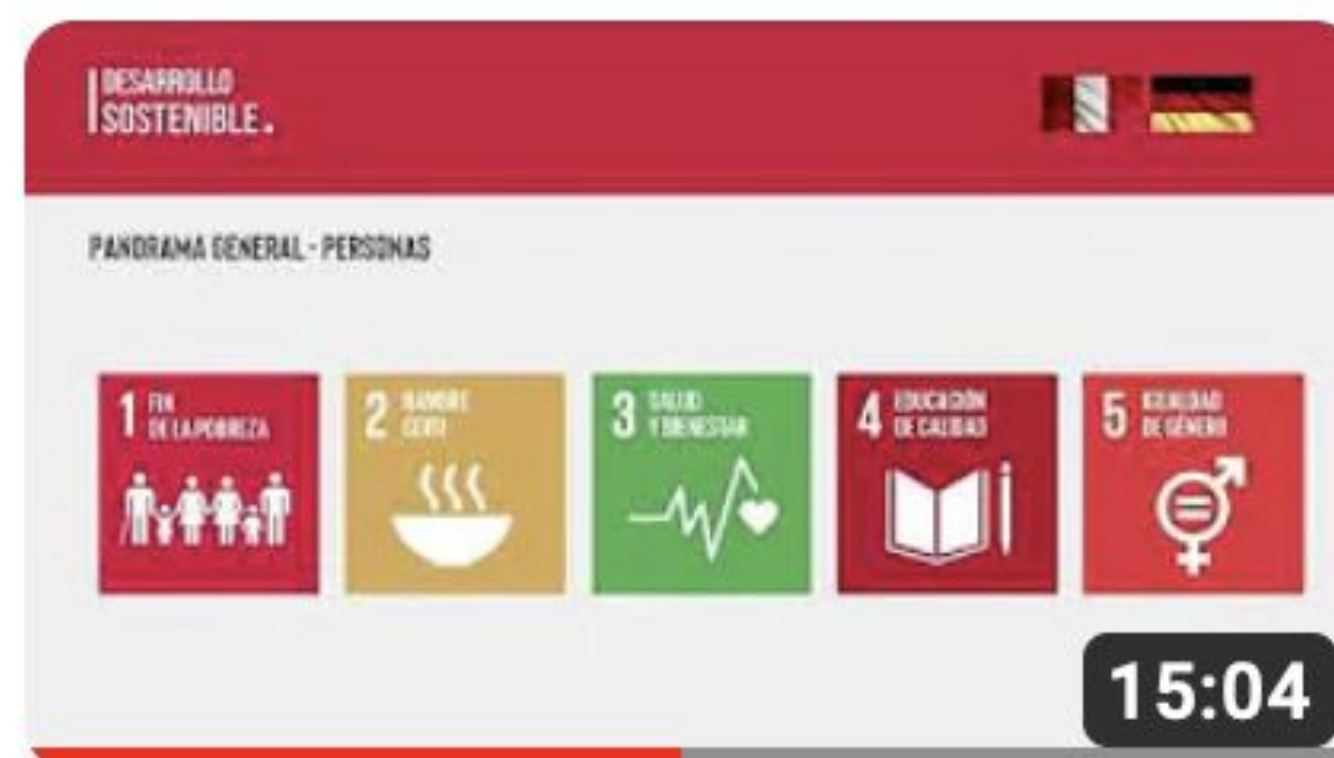 DESARROLLO
SOSTENIBLE.
PANORAMA GENERAL - PERSONAS
1 FIN
DE LA POBREZA
2 HAMBRE
CERO
3 SALUD
Y BIENESTAR
4 EDUCACIÓN
DE CALIDAD
5 IGUALDAD
DE GÉNERO
15:04